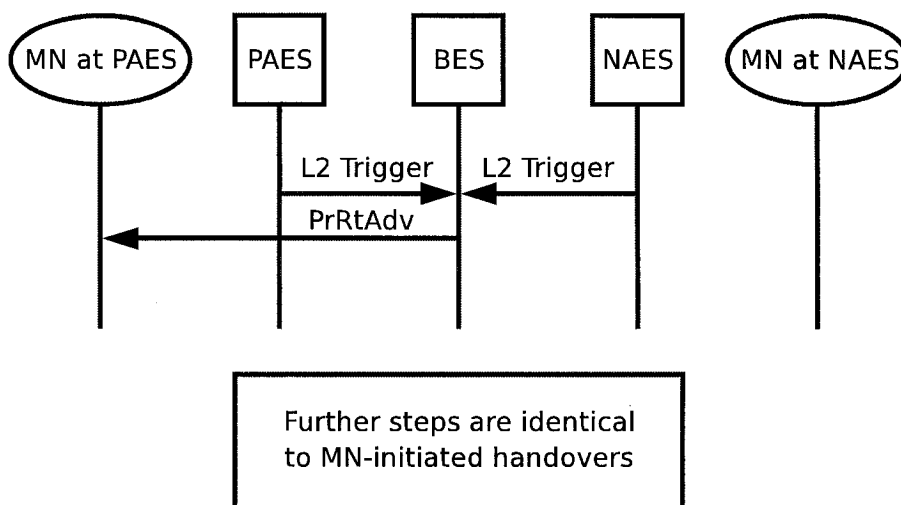 MN at PAES
PAES
BES
NAES
MN at NAES
L2 Trigger
L2 Trigger
PrRtAdv
Further steps are identical
to MN-initiated handovers